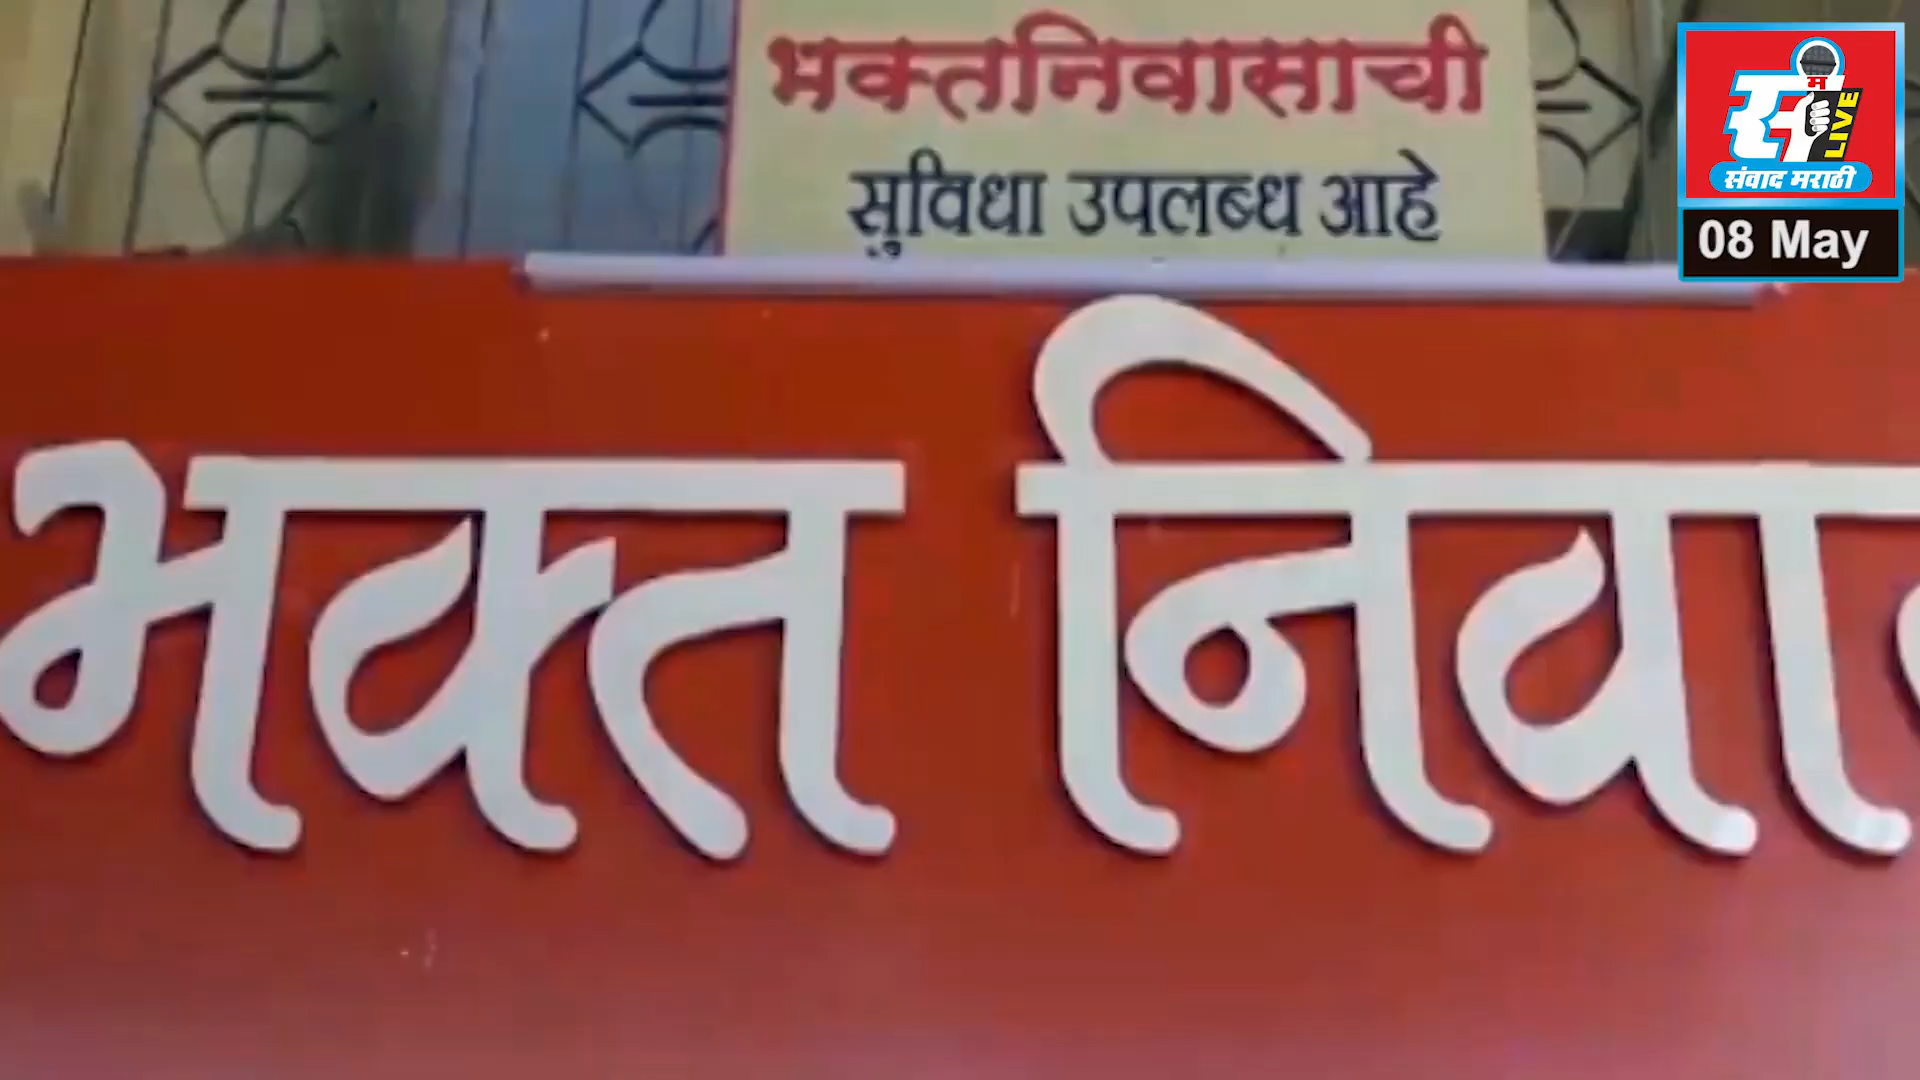 भक्तनिवासाची
सुविधा उपलब्ध आहे
स
म
LIVE
संवाद मराठी
08 May
भक्त निवा